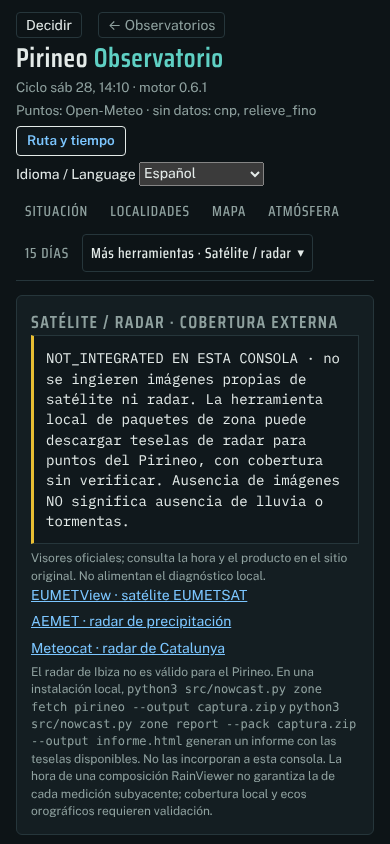 Decidir
← Observatorios
Pirineo Observatorio
Ciclo sáb 28, 14:10 · motor 0.6.1
Puntos: Open-Meteo · sin datos: cnp, relieve_fino
Ruta y tiempo
Idioma / Language Español
SITUACIÓN LOCALIDADES MAPA ATMÓSFERA
15 DÍAS Más herramientas · Satélite / radar ▾
SATÉLITE / RADAR · COBERTURA EXTERNA
NOT_INTEGRATED EN ESTA CONSOLA · no
se ingieren imágenes propias de
satélite ni radar. La herramienta
local de paquetes de zona puede
descargar teselas de radar para
puntos del Pirineo, con cobertura
sin verificar. Ausencia de imágenes
NO significa ausencia de lluvia o
tormentas.
Visores oficiales; consulta la hora y el producto en el sitio
original. No alimentan el diagnóstico local.
EUMETView · satélite EUMETSAT
AEMET · radar de precipitación
Meteocat · radar de Catalunya
El radar de Ibiza no es válido para el Pirineo. En una
instalación local, python3 src/nowcast.py zone
fetch pirineo --output captura.zip y python3
src/nowcast.py zone report --pack captura.zip
--output informe.html generan un informe con las
teselas disponibles. No las incorporan a esta consola. La
hora de una composición RainViewer no garantiza la de
cada medición subyacente; cobertura local y ecos
orográficos requieren validación.